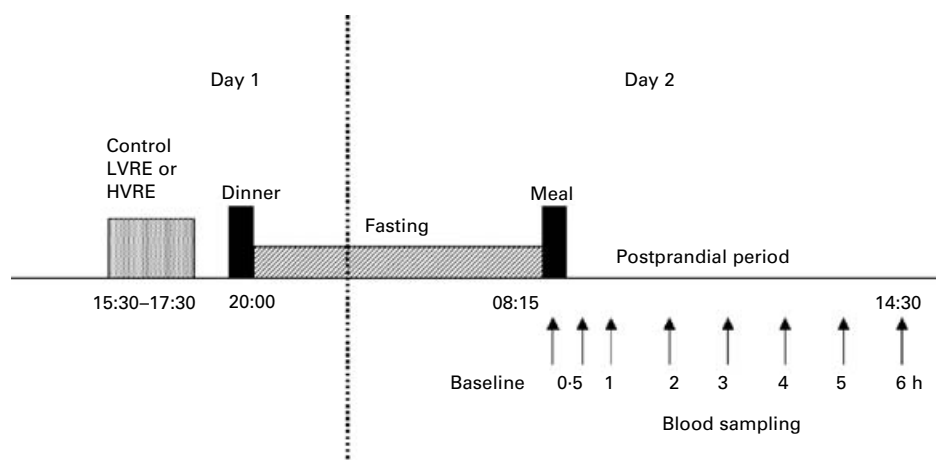 Day 1
Day 2
Control
LVRE or
HVRE
Dinner
Meal
Fasting
Postprandial period
15:30–17:30
20:00
08:15
14:30
Baseline
0·5
1
2
3
4
5
6 h
Blood sampling